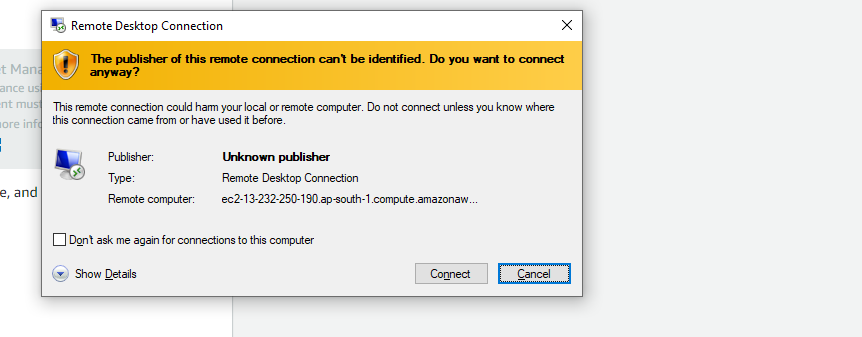 Remote Desktop Connection
The publisher of this remote connection can't be identified. Do you want to connect
anyway?
et Mana
ance usi
ent must
nore info
e, and
This remote connection could harm your local or remote computer. Do not connect unless you know where
this connection came from or have used it before.
Publisher: Unknown publisher
Type: Remote Desktop Connection
Remote computer: ec2-13-232-250-190.ap-south-1.compute.amazonaw...
Don't ask me again for connections to this computer
Show Details
Connect
Cancel